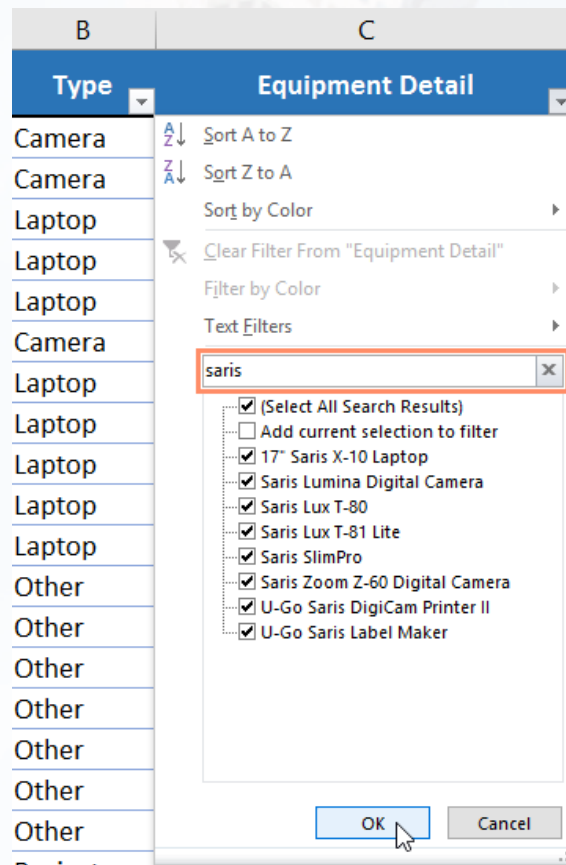 B C
Type Equipment Detail
Camera
Camera
Laptop
Laptop
Laptop
Camera
Laptop
Laptop
Laptop
Laptop
Laptop
Other
Other
Other
Other
Other
Other
Other
Sort A to Z
Sort Z to A
Sort by Color
Clear Filter From "Equipment Detail"
Filter by Color
Text Filters
saris
(Select All Search Results)
Add current selection to filter
17" Saris X-10 Laptop
Saris Lumina Digital Camera
Saris Lux T-80
Saris Lux T-81 Lite
Saris SlimPro
Saris Zoom Z-60 Digital Camera
U-Go Saris DigiCam Printer II
U-Go Saris Label Maker
OK Cancel